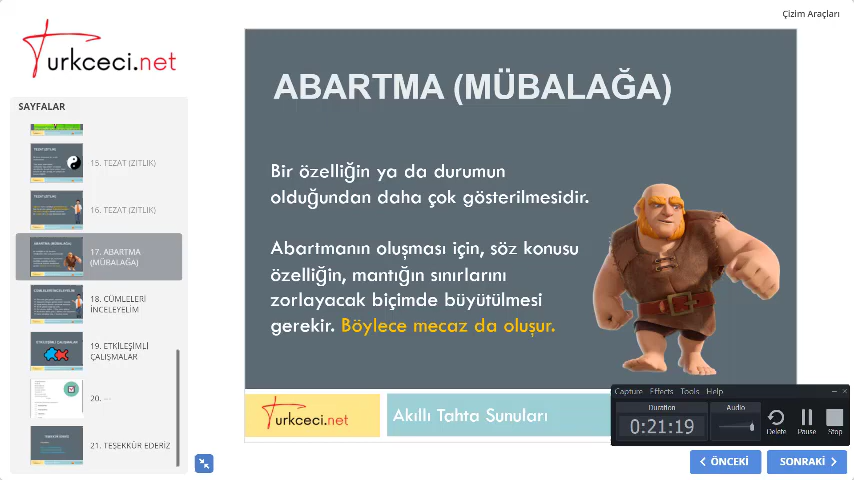 Çizim Araçları
Turkceci.net
SAYFALAR
15. TEZAT (ZITLIK)
16. TEZAT (ZITLIK)
17. ABARTMA
(MÜBALAĞA)
18. CÜMLELERİ
İNCELEYELİM
19. ETKİLEŞİMLİ
ÇALIŞMALAR
20. ---
21. TEŞEKKÜR EDERİZ
ABARTMA (MÜBALAĞA)
Bir özelliğin ya da durumun
olduğundan daha çok gösterilmesidir.
Abartmanın oluşması için, söz konusu
özelliğin, mantığın sınırlarını
zorlayacak biçimde büyütülmesi
gerekir. Böylece mecaz da oluşur.
Turkceci.net
Akıllı Tahta Sunuları
Capture Effects Tools Help
Duration
0:21:19
Audio
Delete
Pause
Stop
ÖNCEKİ
SONRAKİ